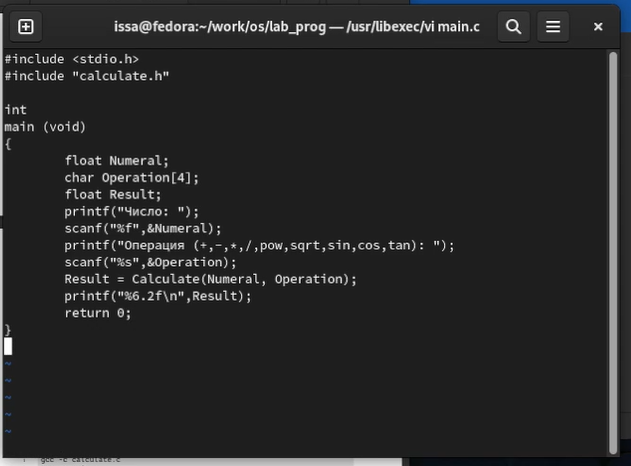 issa@fedora:~/work/os/lab_prog — /usr/libexec/vi main.c
#include <stdio.h>
#include "calculate.h"
int
main (void)
{
float Numeral;
char Operation[4];
float Result;
printf("Число: ");
scanf("%f",&Numeral);
printf("Операция (+,-,*,/,pow,sqrt,sin,cos,tan): ");
scanf("%s",&Operation);
Result = Calculate(Numeral, Operation);
printf("%6.2f\n",Result);
return 0;
}
~
~
~
~
~
gcc -c calculate.c